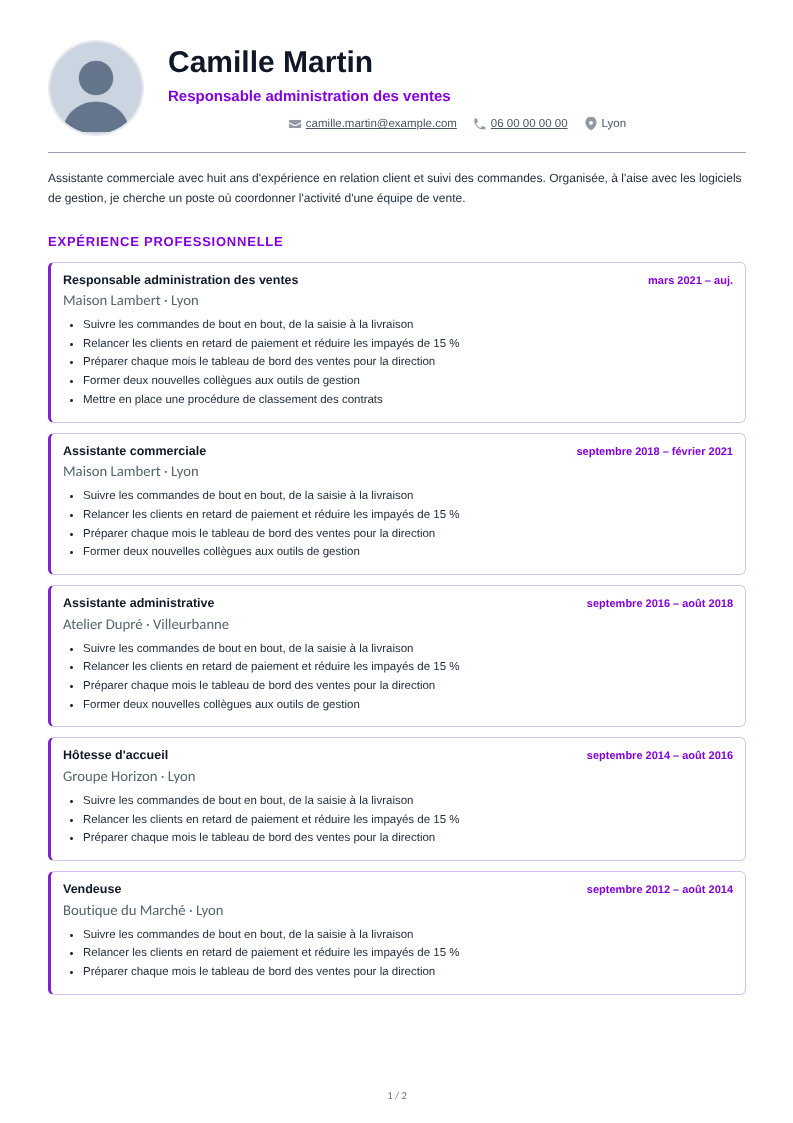 Camille Martin
Responsable administration des ventes
camille.martin@example.com 06 00 00 00 00 Lyon
Assistante commerciale avec huit ans d'expérience en relation client et suivi des commandes. Organisée, à l'aise avec les logiciels
de gestion, je cherche un poste où coordonner l'activité d'une équipe de vente.
EXPÉRIENCE PROFESSIONNELLE
Responsable administration des ventes mars 2021 – auj.
Maison Lambert · Lyon
• Suivre les commandes de bout en bout, de la saisie à la livraison
• Relancer les clients en retard de paiement et réduire les impayés de 15 %
• Préparer chaque mois le tableau de bord des ventes pour la direction
• Former deux nouvelles collègues aux outils de gestion
• Mettre en place une procédure de classement des contrats
Assistante commerciale septembre 2018 – février 2021
Maison Lambert · Lyon
• Suivre les commandes de bout en bout, de la saisie à la livraison
• Relancer les clients en retard de paiement et réduire les impayés de 15 %
• Préparer chaque mois le tableau de bord des ventes pour la direction
• Former deux nouvelles collègues aux outils de gestion
Assistante administrative septembre 2016 – août 2018
Atelier Dupré · Villeurbanne
• Suivre les commandes de bout en bout, de la saisie à la livraison
• Relancer les clients en retard de paiement et réduire les impayés de 15 %
• Préparer chaque mois le tableau de bord des ventes pour la direction
• Former deux nouvelles collègues aux outils de gestion
Hôtesse d'accueil septembre 2014 – août 2016
Groupe Horizon · Lyon
• Suivre les commandes de bout en bout, de la saisie à la livraison
• Relancer les clients en retard de paiement et réduire les impayés de 15 %
• Préparer chaque mois le tableau de bord des ventes pour la direction
Vendeuse septembre 2012 – août 2014
Boutique du Marché · Lyon
• Suivre les commandes de bout en bout, de la saisie à la livraison
• Relancer les clients en retard de paiement et réduire les impayés de 15 %
• Préparer chaque mois le tableau de bord des ventes pour la direction
1 / 2